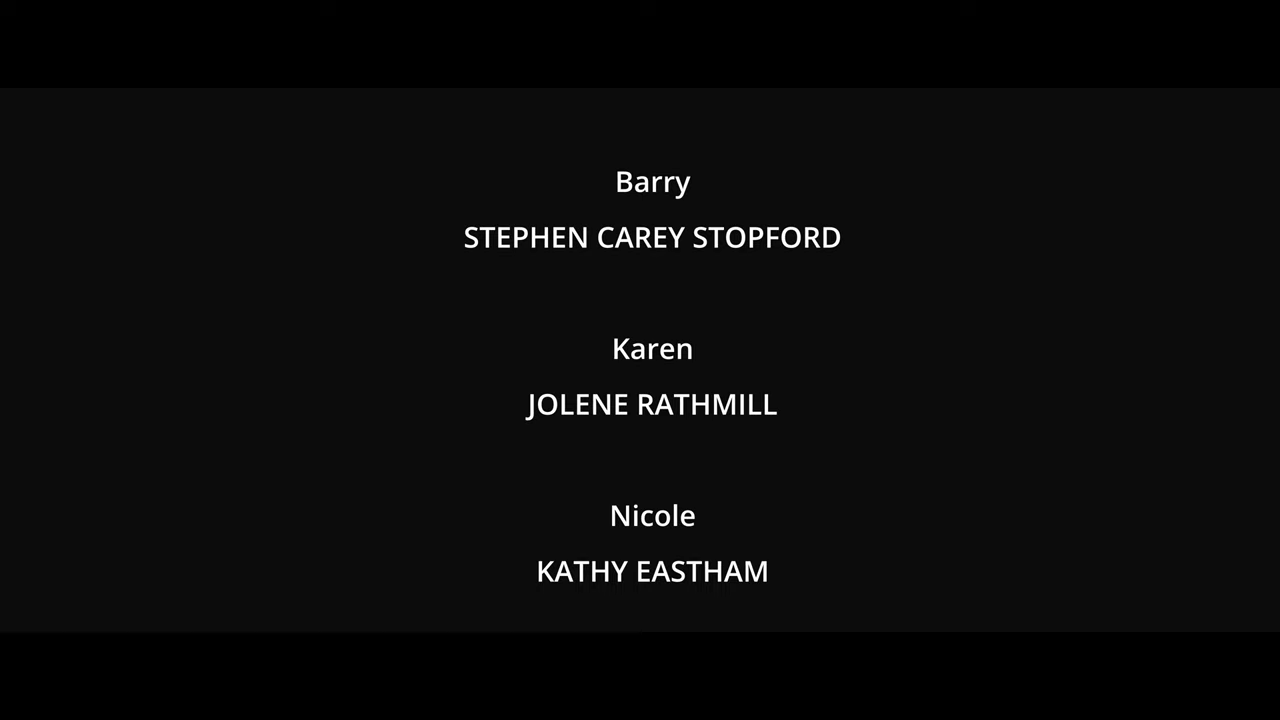 Barry
STEPHEN CAREY STOPFORD
Karen
JOLENE RATHMILL
Nicole
KATHY EASTHAM